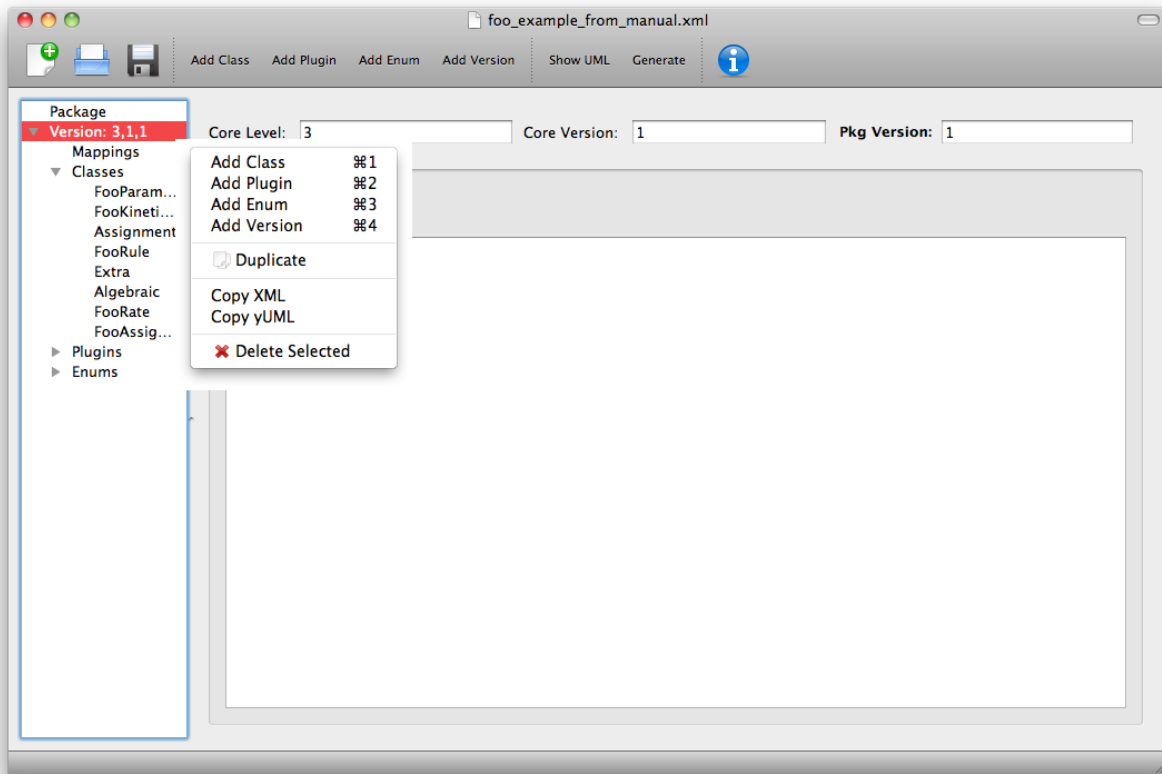 foo_example_from_manual.xml
Add Class Add Plugin Add Enum Add Version Show UML Generate
Package
Version: 3,1,1
Mappings
Classes
FooParam...
FooKineti...
Assignment
FooRule
Extra
Algebraic
FooRate
FooAssig...
Plugins
Enums
Core Level: 3 Core Version: 1 Pkg Version: 1
Add Class ⌘1
Add Plugin ⌘2
Add Enum ⌘3
Add Version ⌘4
Duplicate
Copy XML
Copy yUML
Delete Selected